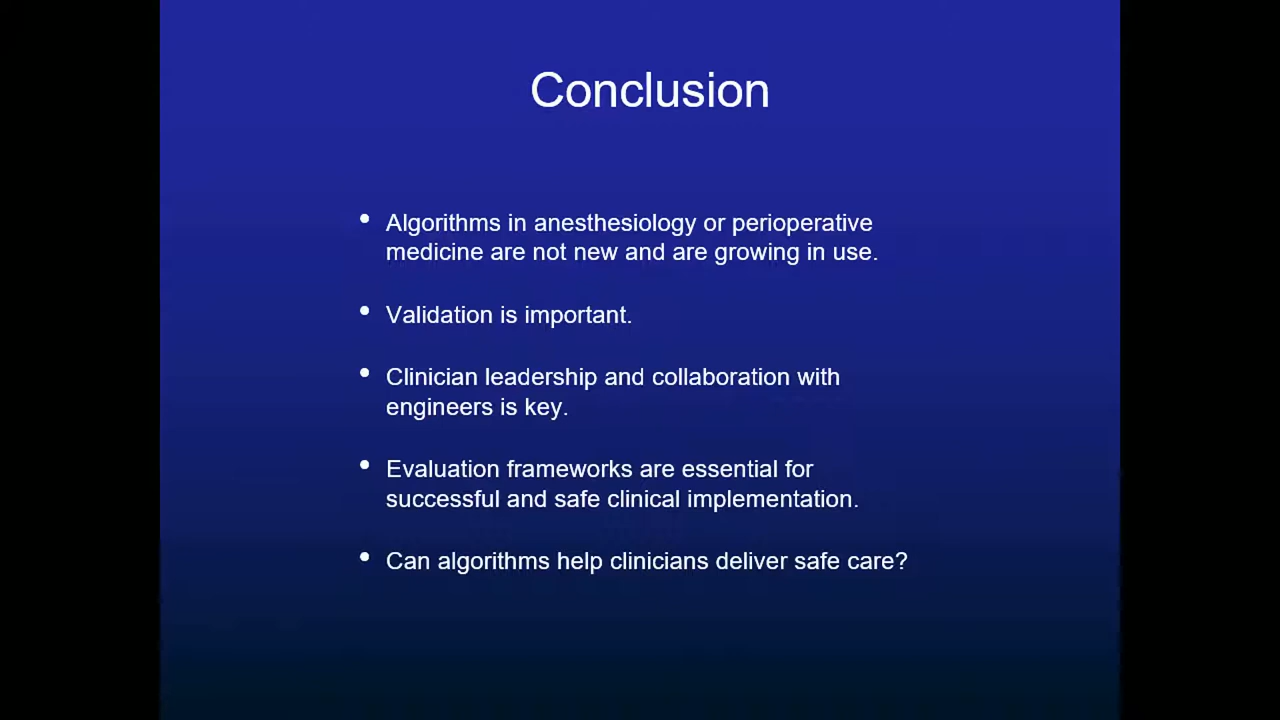 Conclusion
• Algorithms in anesthesiology or perioperative
medicine are not new and are growing in use.
• Validation is important.
• Clinician leadership and collaboration with
engineers is key.
• Evaluation frameworks are essential for
successful and safe clinical implementation.
• Can algorithms help clinicians deliver safe care?